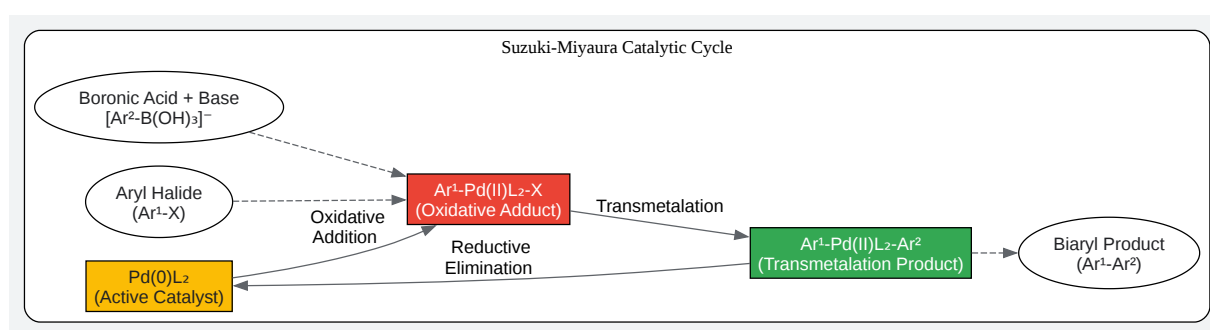 Suzuki-Miyaura Catalytic Cycle
Boronic Acid + Base
[Ar²-B(OH)₃]⁻
Aryl Halide
(Ar¹-X)
Ar¹-Pd(II)L₂-X
(Oxidative Adduct)
Transmetalation
Oxidative
Addition
Reductive
Elimination
Ar¹-Pd(II)L₂-Ar²
(Transmetalation Product)
Biaryl Product
(Ar¹-Ar²)
Pd(0)L₂
(Active Catalyst)